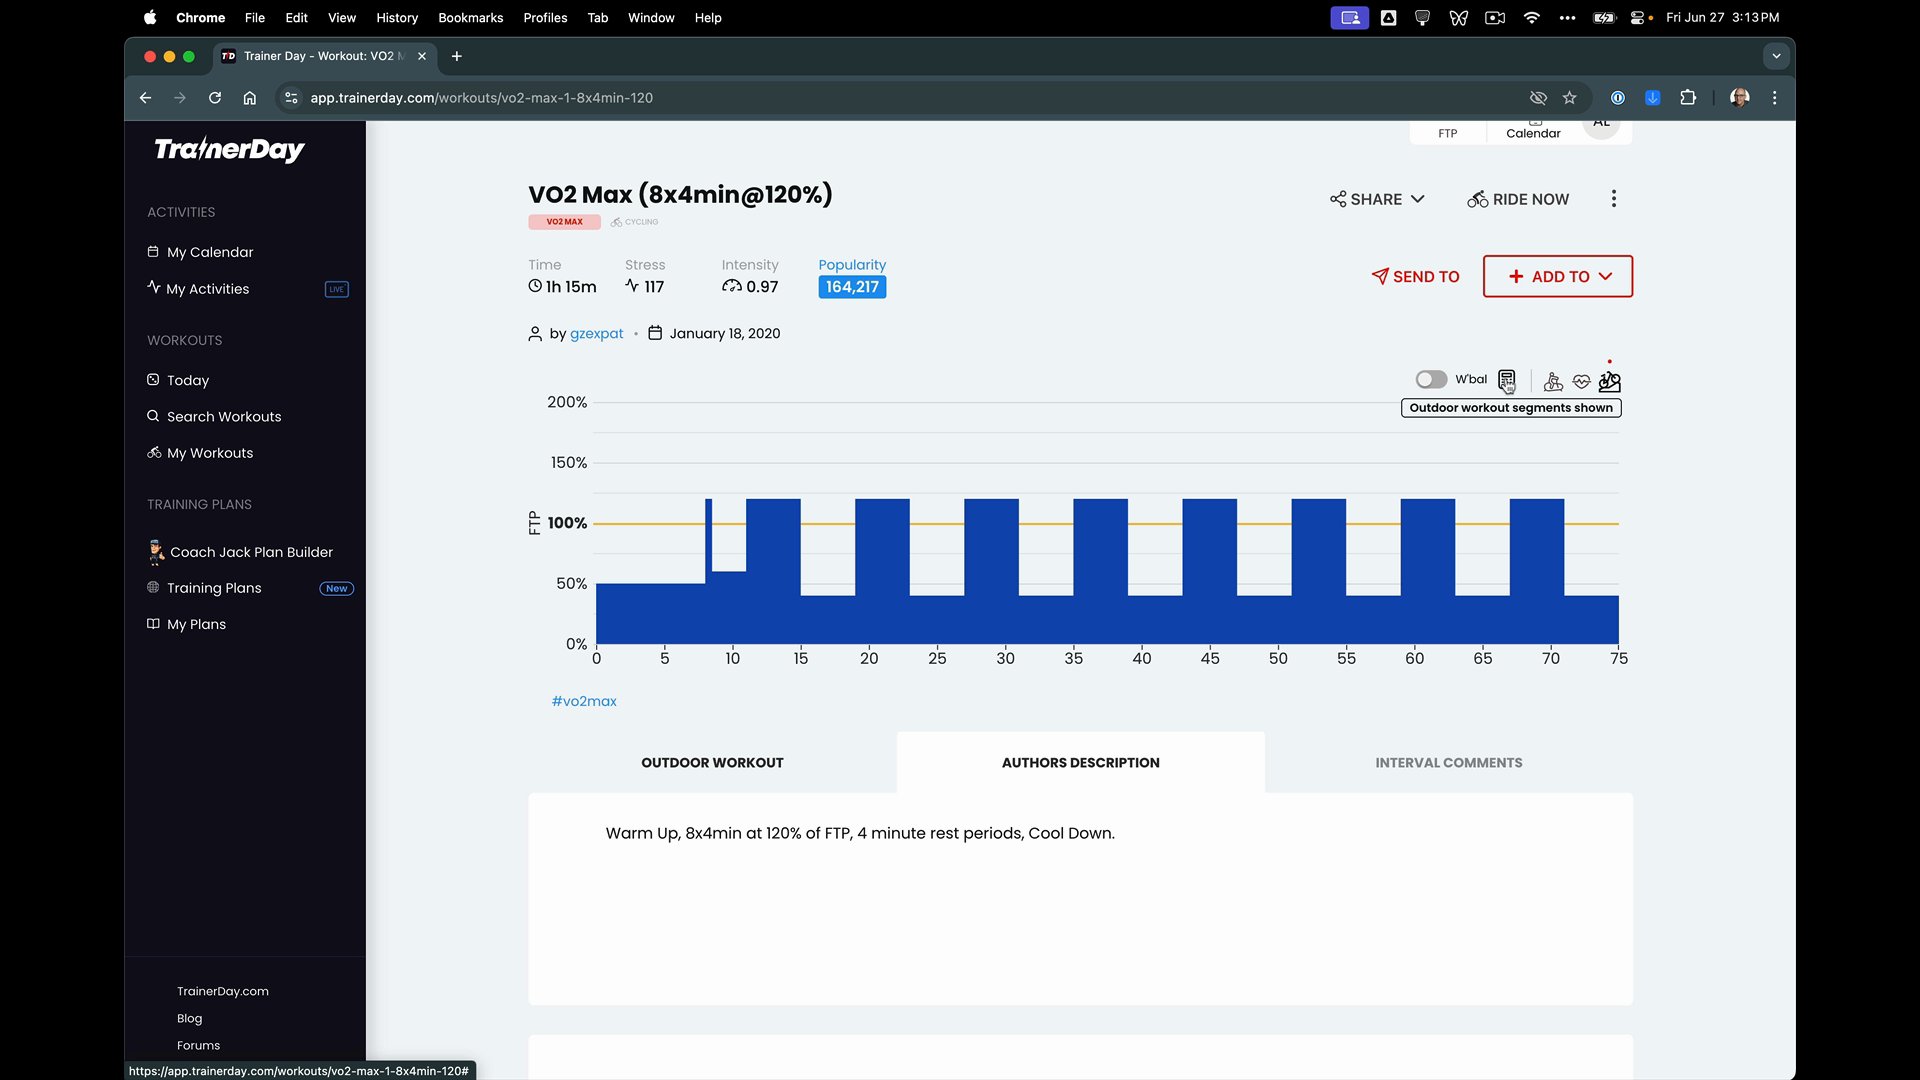 Chrome File Edit View History Bookmarks Profiles Tab Window Help Fri Jun 27 3:13 PM
Trainer Day - Workout: VO2 M
app.trainerday.com/workouts/vo2-max-1-8x4min-120
TrainerDay
FTP Calendar AL
ACTIVITIES
My Calendar
My Activities LIVE
WORKOUTS
Today
Search Workouts
My Workouts
TRAINING PLANS
Coach Jack Plan Builder
Training Plans New
My Plans
TrainerDay.com
Blog
Forums
VO2 Max (8x4min@120%)
VO2 MAX CYCLING
SHARE RIDE NOW
Time Stress Intensity Popularity
1h 15m 117 0.97 164,217
SEND TO + ADD TO
by gzexpat • January 18, 2020
W'bal
Outdoor workout segments shown
200%
150%
100%
50%
0%
FTP
0 5 10 15 20 25 30 35 40 45 50 55 60 65 70 75
#vo2max
OUTDOOR WORKOUT AUTHORS DESCRIPTION INTERVAL COMMENTS
Warm Up, 8x4min at 120% of FTP, 4 minute rest periods, Cool Down.
https://app.trainerday.com/workouts/vo2-max-1-8x4min-120#